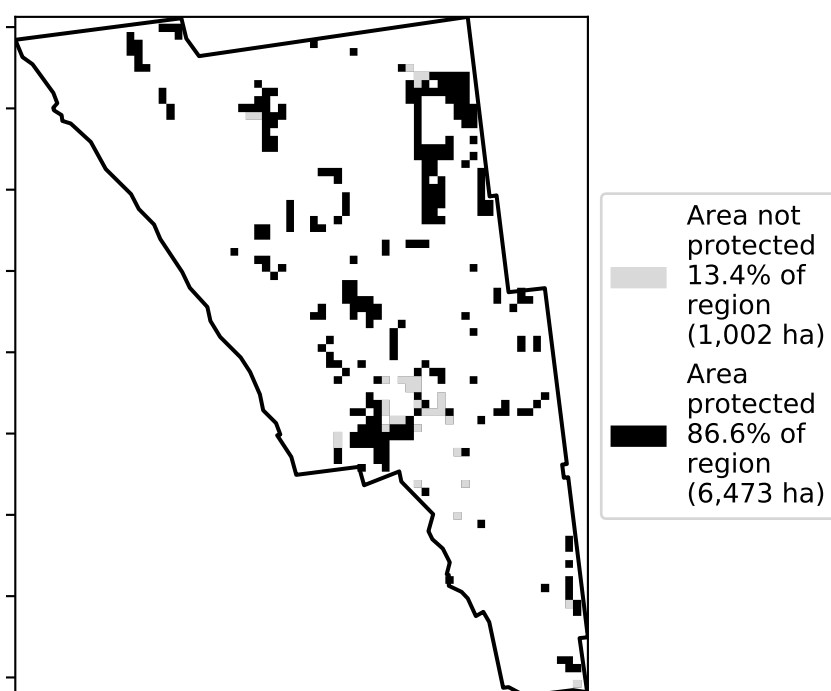 Area not
protected
13.4% of
region
(1,002 ha)
Area
protected
86.6% of
region
(6,473 ha)